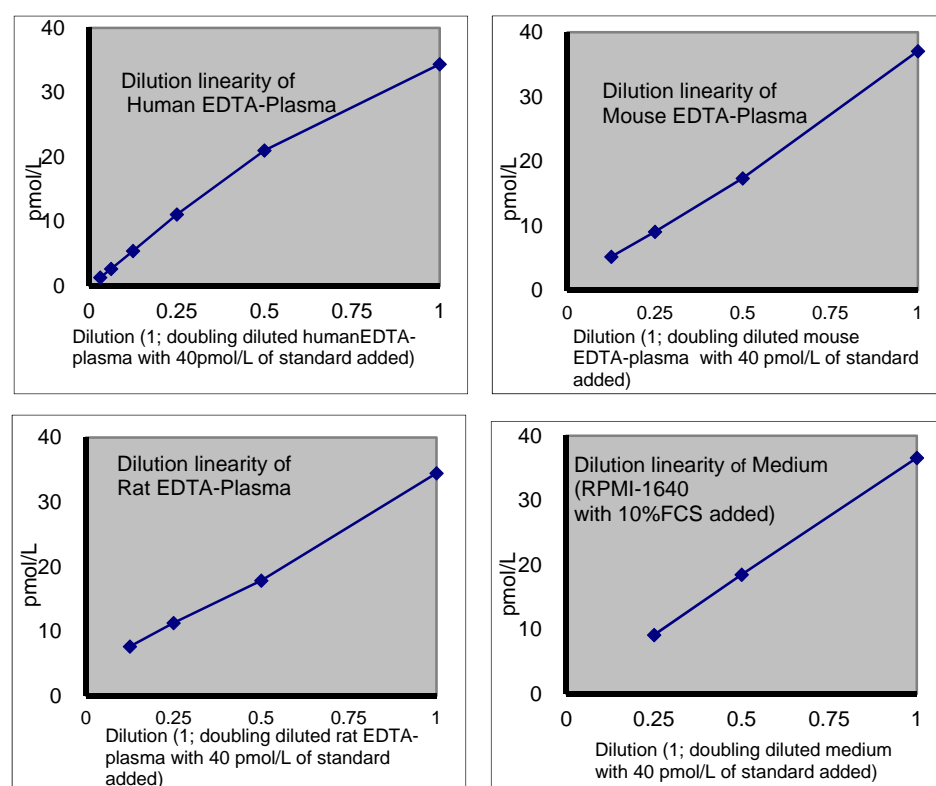 40
30
20
10
0
pmol/L
Dilution linearity of
Human EDTA-Plasma
0 0.25 0.5 0.75 1
Dilution (1; doubling diluted humanEDTA-
plasma with 40pmol/L of standard added)
40
30
20
10
0
pmol/L
Dilution linearity of
Mouse EDTA-Plasma
0 0.25 0.5 0.75 1
Dilution (1; doubling diluted mouse
EDTA-plasma with 40 pmol/L of standard
added)
40
30
20
10
0
pmol/L
Dilution linearity of
Rat EDTA-Plasma
0 0.25 0.5 0.75 1
Dilution (1; doubling diluted rat EDTA-
plasma with 40 pmol/L of standard
added)
40
30
20
10
0
pmol/L
Dilution linearity of Medium
(RPMI-1640
with 10%FCS added)
0 0.25 0.5 0.75 1
Dilution (1; doubling diluted medium
with 40 pmol/L of standard added)